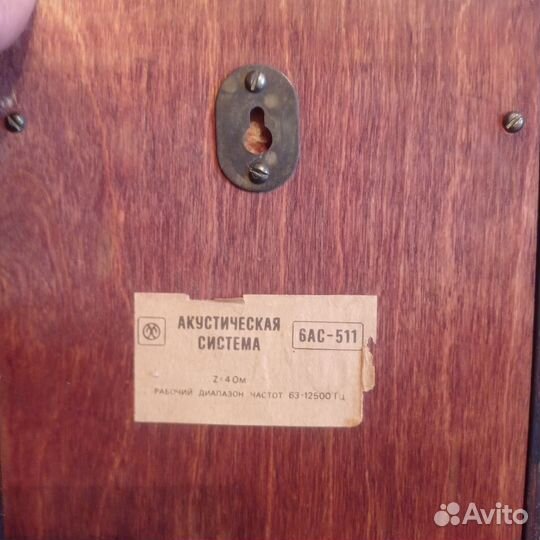 АКУСТИЧЕСКАЯ
СИСТЕМА
6АС-511
Z=4 Ом
РАБОЧИЙ ДИАПАЗОН ЧАСТОТ 63-12500 ГЦ
Avito